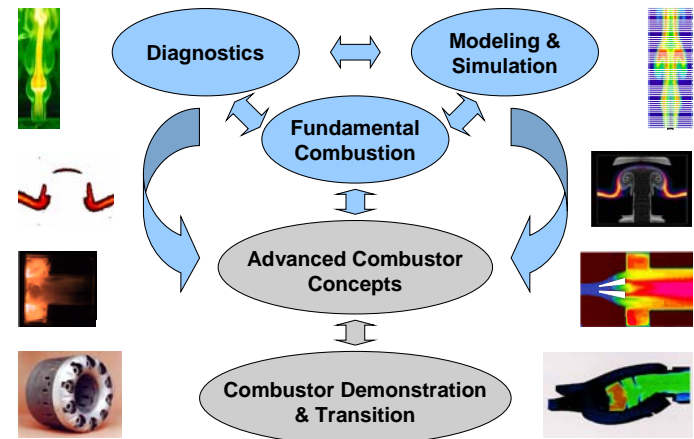 Diagnostics
Modeling &
Simulation
Fundamental
Combustion
Advanced Combustor
Concepts
Combustor Demonstration
& Transition